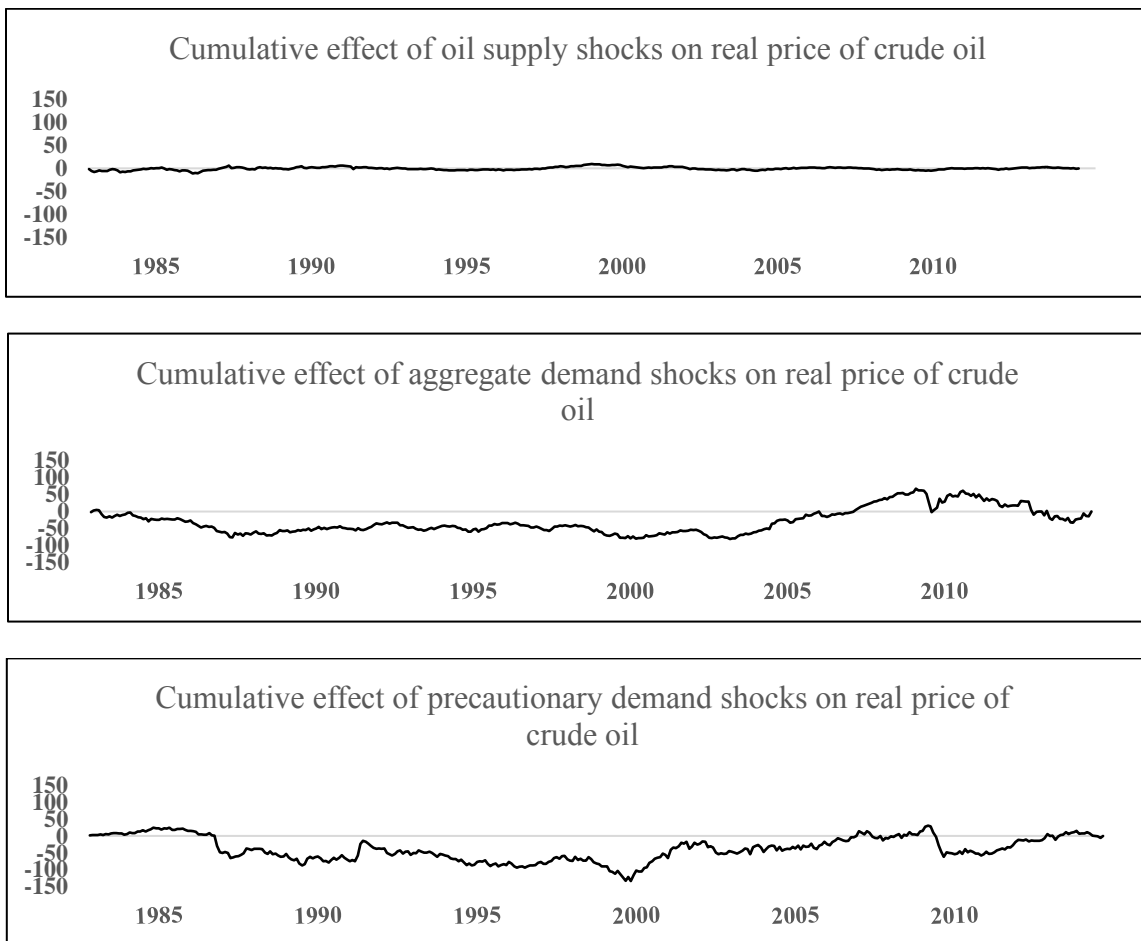 Cumulative effect of oil supply shocks on real price of crude oil
150
100
50
0
-50
-100
-150
1985 1990 1995 2000 2005 2010
Cumulative effect of aggregate demand shocks on real price of crude
oil
150
100
50
0
-50
-100
-150
1985 1990 1995 2000 2005 2010
Cumulative effect of precautionary demand shocks on real price of
crude oil
150
100
50
0
-50
-100
-150
1985 1990 1995 2000 2005 2010